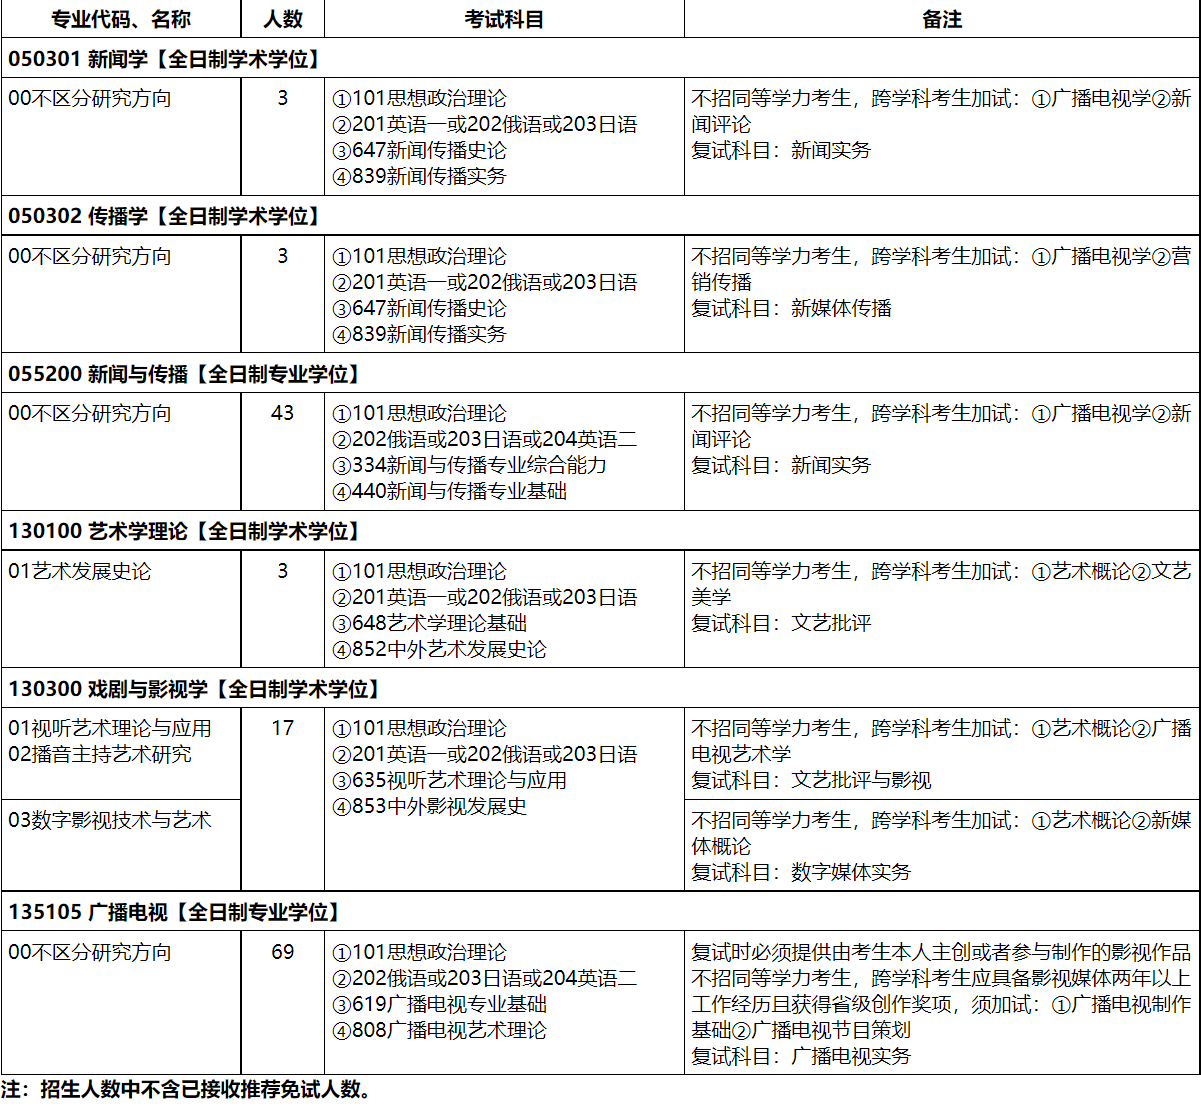 专业代码、名称 人数 考试科目 备注
050301 新闻学【全日制学术学位】
00不区分研究方向 3 ①101思想政治理论 不招同等学力考生，跨学科考生加试：①广播电视学②新
②201英语一或202俄语或203日语 闻评论
③647新闻传播史论 复试科目：新闻实务
④839新闻传播实务
050302 传播学【全日制学术学位】
00不区分研究方向 3 ①101思想政治理论 不招同等学力考生，跨学科考生加试：①广播电视学②营
②201英语一或202俄语或203日语 销传播
③647新闻传播史论 复试科目：新媒体传播
④839新闻传播实务
055200 新闻与传播【全日制专业学位】
00不区分研究方向 43 ①101思想政治理论 不招同等学力考生，跨学科考生加试：①广播电视学②新
②202俄语或203日语或204英语二 闻评论
③334新闻与传播专业综合能力 复试科目：新闻实务
④440新闻与传播专业基础
130100 艺术学理论【全日制学术学位】
01艺术发展史论 3 ①101思想政治理论 不招同等学力考生，跨学科考生加试：①艺术概论②文艺
②201英语一或202俄语或203日语 美学
③648艺术学理论基础 复试科目：文艺批评
④852中外艺术发展史论
130300 戏剧与影视学【全日制学术学位】
01视听艺术理论与应用 17 ①101思想政治理论 不招同等学力考生，跨学科考生加试：①艺术概论②广播
02播音主持艺术研究 ②201英语一或202俄语或203日语 电视艺术学
③635视听艺术理论与应用 复试科目：文艺批评与影视
④853中外影视发展史
03数字影视技术与艺术 不招同等学力考生，跨学科考生加试：①艺术概论②新媒
体概论
复试科目：数字媒体实务
135105 广播电视【全日制专业学位】
00不区分研究方向 69 ①101思想政治理论 复试时必须提供由考生本人主创或者参与制作的影视作品
②202俄语或203日语或204英语二 不招同等学力考生，跨学科考生应具备影视媒体两年以上
③619广播电视专业基础 工作经历且获得省级创作奖项，须加试：①广播电视制作
④808广播电视艺术理论 基础②广播电视节目策划
复试科目：广播电视实务
注：招生人数中不含已接收推荐免试人数。